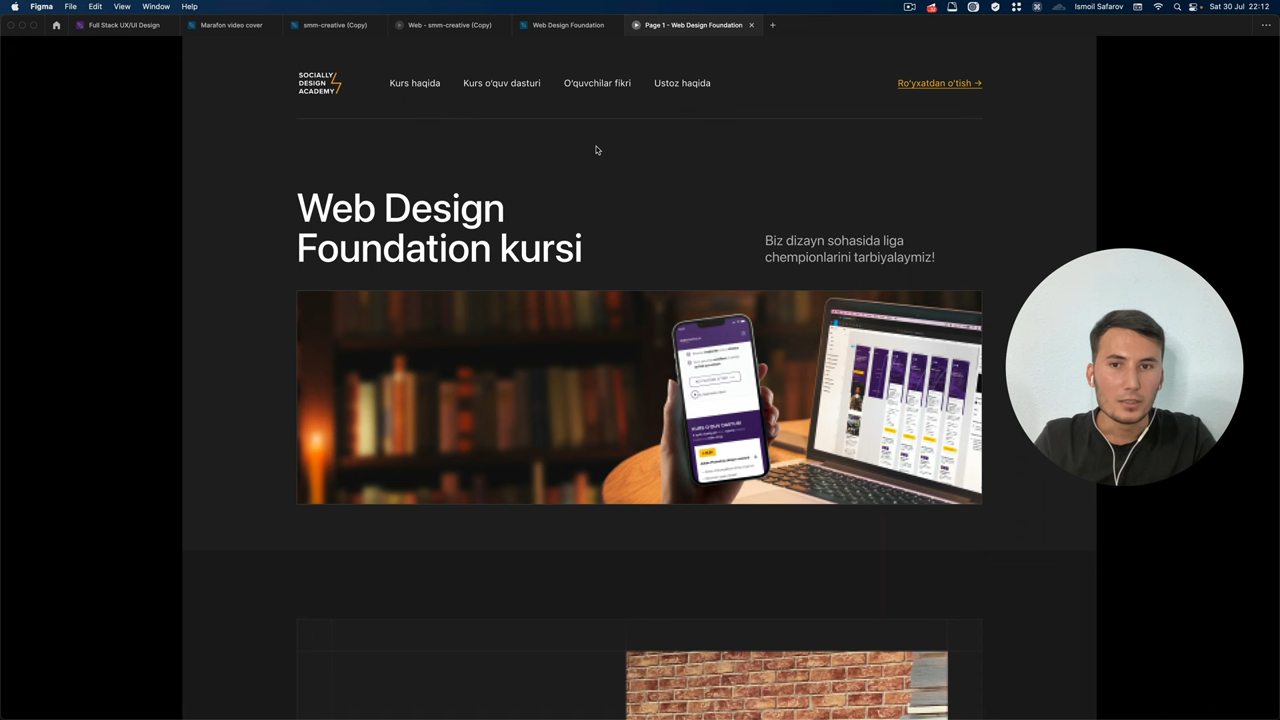 Figma File Edit View Window Help
Ismoil Safarov
Sat 30 Jul 22:12
Full Stack UX/UI Design
Marafon video cover
smm-creative (Copy)
Web - smm-creative (Copy)
Web Design Foundation
Page 1 - Web Design Foundation
SOCIALLY
DESIGN
ACADEMY
Kurs haqida
Kurs o'quv dasturi
O'quvchilar fikri
Ustoz haqida
Ro'yxatdan o'tish →
Web Design
Foundation kursi
Biz dizayn sohasida liga
chempionlarini tarbiyalaymiz!
KURS O'QUV DASTURI